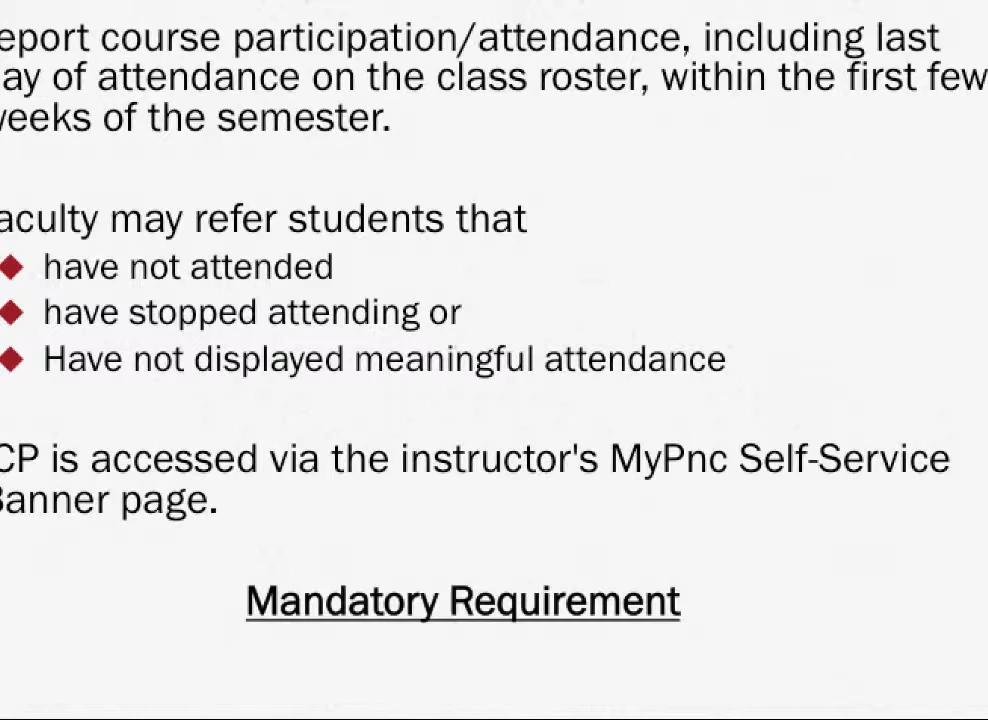 eport course participation/attendance, including last
ay of attendance on the class roster, within the first few
eeks of the semester.
aculty may refer students that
have not attended
have stopped attending or
Have not displayed meaningful attendance
CP is accessed via the instructor's MyPnc Self-Service
anner page.
Mandatory Requirement